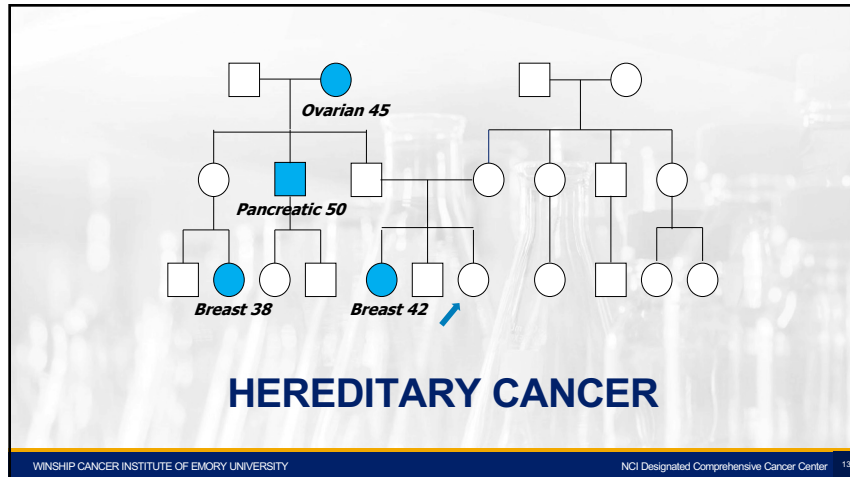 Ovarian 45
Pancreatic 50
Breast 38
Breast 42
HEREDITARY CANCER
WINSHIP CANCER INSTITUTE OF EMORY UNIVERSITY
NCI Designated Comprehensive Cancer Center
13